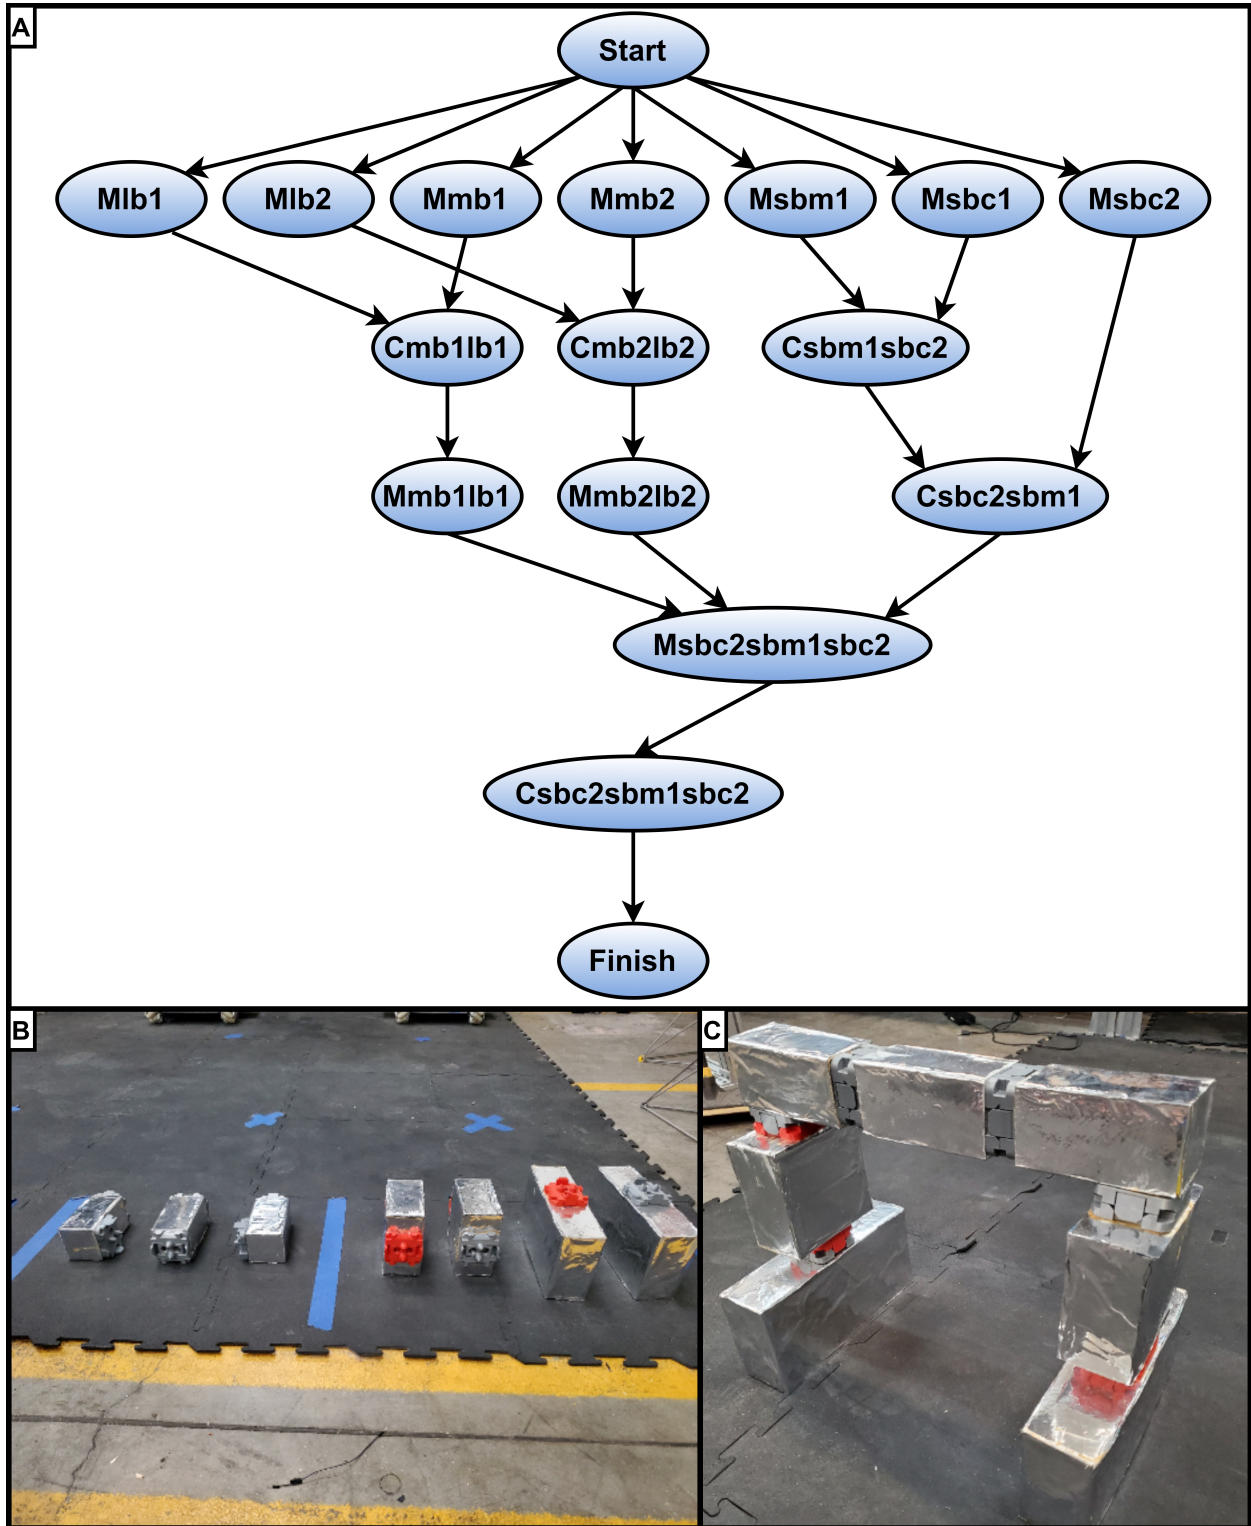 A
Start
Mlb1 Mlb2 Mmb1 Mmb2 Msbm1 Msbc1 Msbc2
Cmb1lb1 Cmb2lb2 Csbm1sbc2
Mmb1lb1 Mmb2lb2 Csbc2sbm1
Msbc2sbm1sbc2
Csbc2sbm1sbc2
Finish
B
C